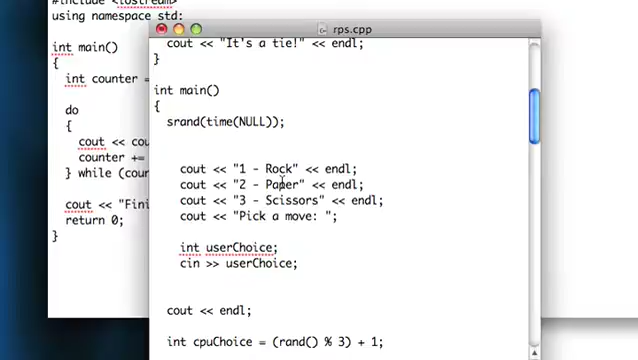 #include <iostream>
using namespace std:
int main()
{
int counter =
do
{
cout << cou
counter +=
} while (coun
cout << "Fini
return 0;
}
rps.cpp
cout << "It's a tie!" << endl;
}
int main()
{
srand(time(NULL));
cout << "1 - Rock" << endl;
cout << "2 - Paper" << endl;
cout << "3 - Scissors" << endl;
cout << "Pick a move: ";
int userChoice;
cin >> userChoice;
cout << endl;
int cpuChoice = (rand() % 3) + 1;